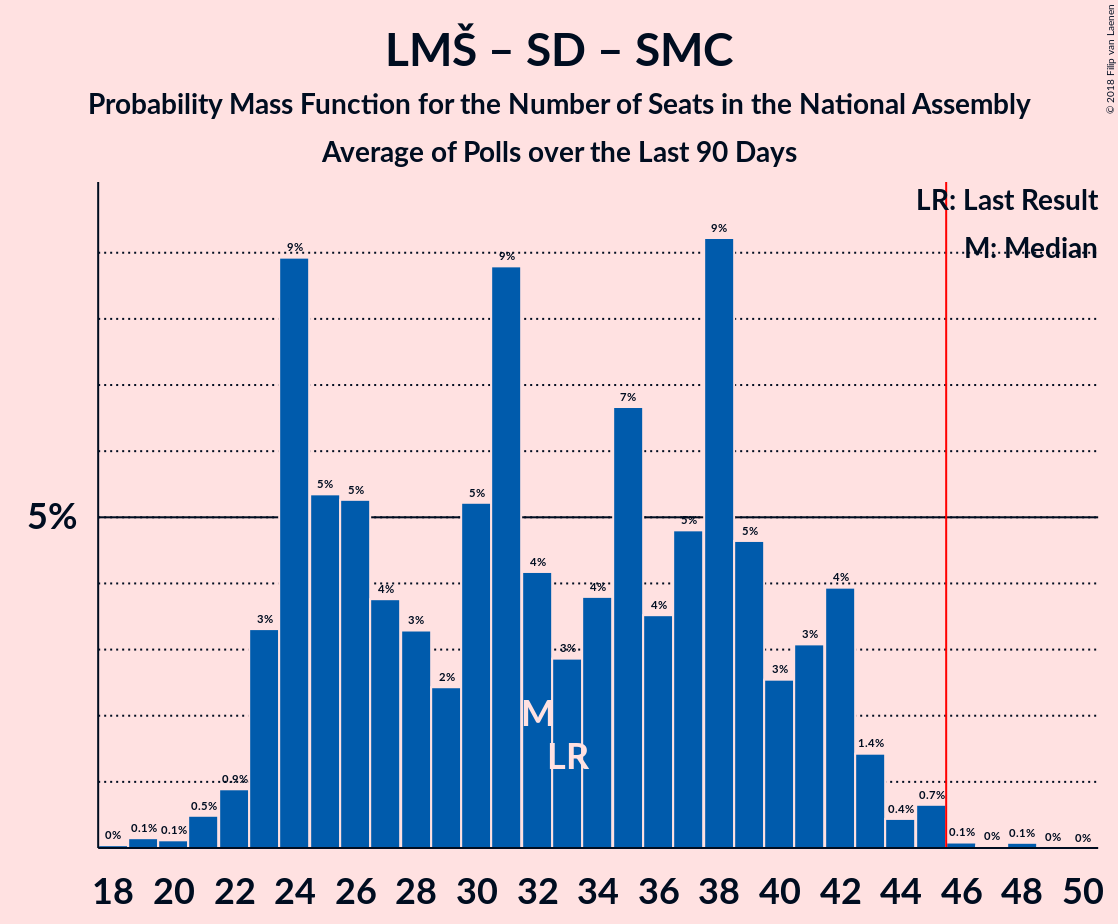 LMŠ – SD – SMC
Probability Mass Function for the Number of Seats in the National Assembly
Average of Polls over the Last 90 Days
© 2018 Filip van Laenen
LR: Last Result
M: Median
5%
0% 0.1% 0.1% 0.5% 0.9% 3% 9% 5% 5% 4% 3% 2% 5% 9% 4% 3% 4% 7% 4% 5% 9% 5% 3% 3% 4% 1.4% 0.4% 0.7% 0.1% 0% 0.1% 0% 0%
M
LR
18 20 22 24 26 28 30 32 34 36 38 40 42 44 46 48 50